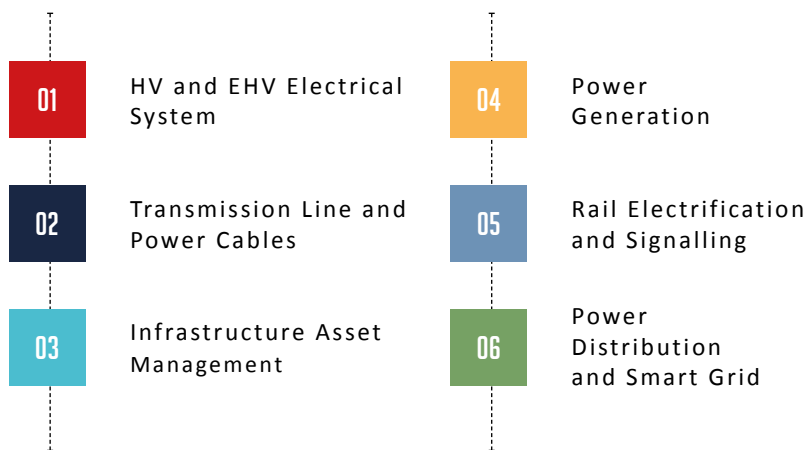 01
HV and EHV Electrical
System
02
Transmission Line and
Power Cables
03
Infrastructure Asset
Management
04
Power
Generation
05
Rail Electrification
and Signalling
06
Power
Distribution
and Smart Grid